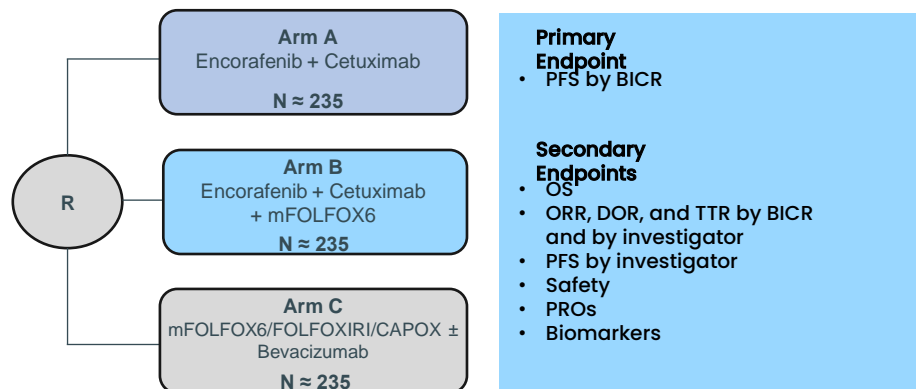 R
Arm A
Encorafenib + Cetuximab
N ≈ 235
Arm B
Encorafenib + Cetuximab
+ mFOLFOX6
N ≈ 235
Arm C
mFOLFOX6/FOLFOXIRI/CAPOX ±
Bevacizumab
N ≈ 235
Primary
Endpoint
• PFS by BICR
Secondary
Endpoints
• OS
• ORR, DOR, and TTR by BICR
and by investigator
• PFS by investigator
• Safety
• PROs
• Biomarkers